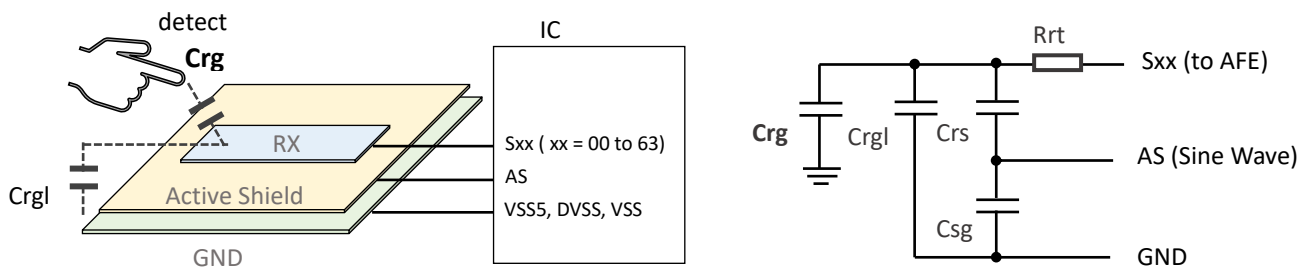 detect
Crg
IC
RX
Sxx ( xx = 00 to 63)
Active Shield
AS
Crgl
VSS5, DVSS, VSS
GND
Rrt
Sxx (to AFE)
Crg
Crgl
Crs
AS (Sine Wave)
Csg
GND